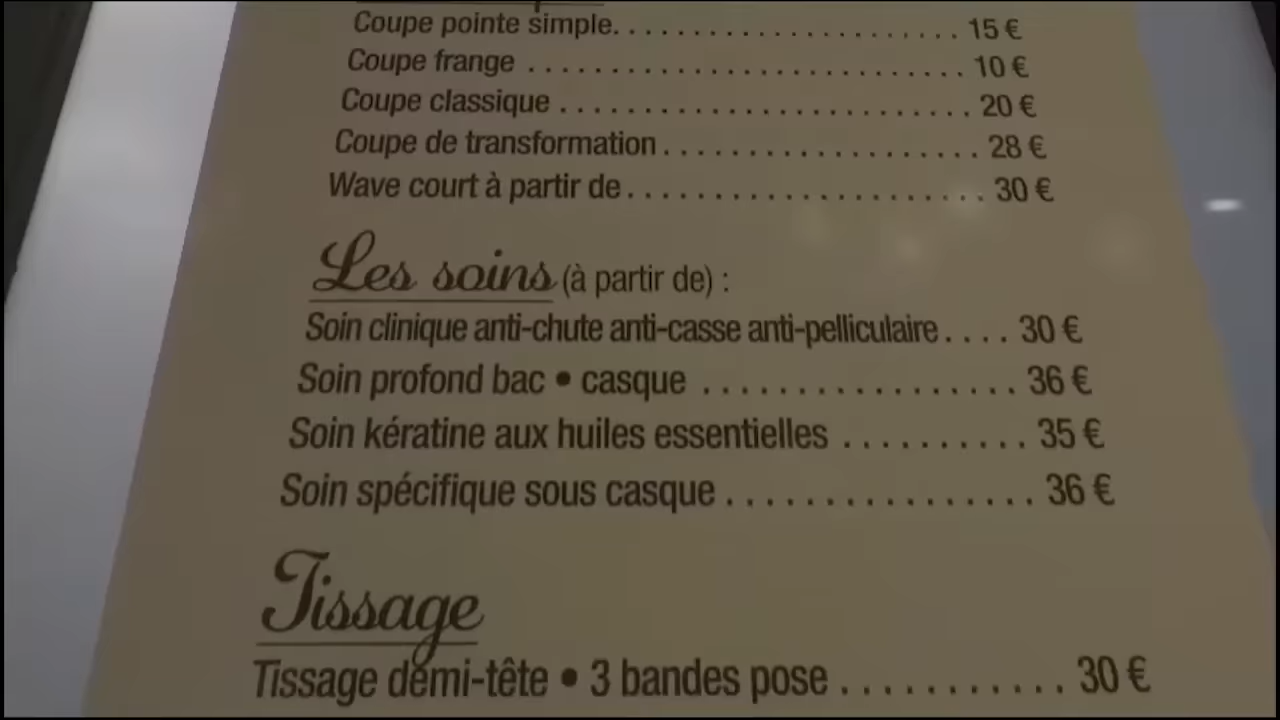 Coupe pointe simple. . . . . . . . . . . . . . . . . . . . . 15 €
Coupe frange . . . . . . . . . . . . . . . . . . . . . . . . . . 10 €
Coupe classique . . . . . . . . . . . . . . . . . . . . . . . . 20 €
Coupe de transformation . . . . . . . . . . . . . . . . . . 28 €
Wave court à partir de . . . . . . . . . . . . . . . . . . . . 30 €
Les soins (à partir de) :
Soin clinique anti-chute anti-casse anti-pelliculaire . . . . 30 €
Soin profond bac • casque . . . . . . . . . . . . . . . . . 36 €
Soin kératine aux huiles essentielles . . . . . . . . . . 35 €
Soin spécifique sous casque . . . . . . . . . . . . . . . . 36 €
Tissage
Tissage demi-tête • 3 bandes pose . . . . . . . . . . . 30 €